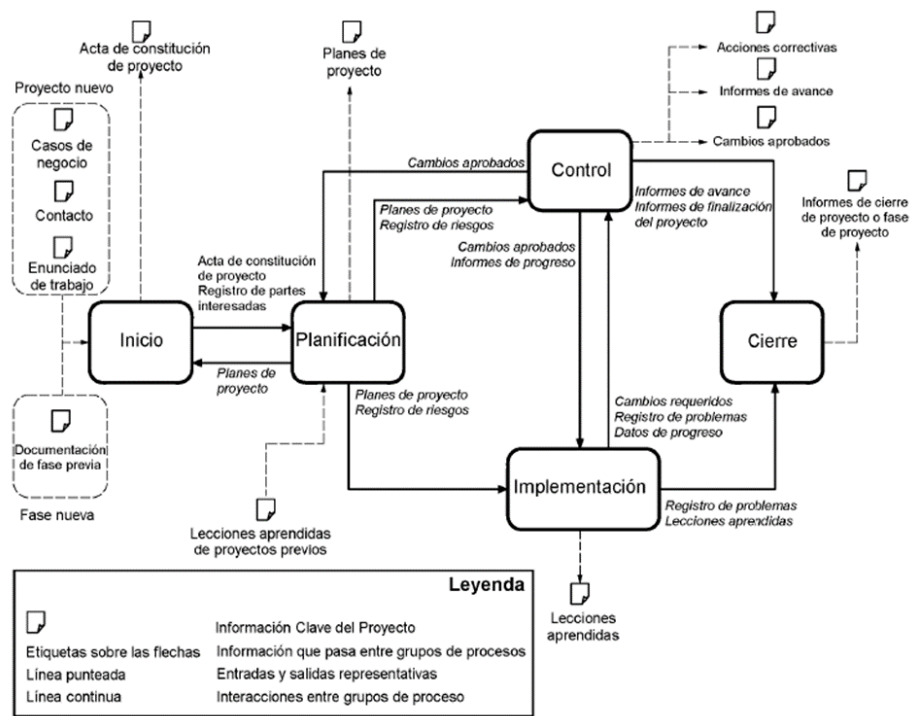 Acta de constitución
de proyecto
Planes de
proyecto
Acciones correctivas
Informes de avance
Cambios aprobados
Proyecto nuevo
Casos de
negocio
Contacto
Enunciado
de trabajo
Cambios aprobados
Control
Planes de proyecto
Registro de riesgos
Informes de avance
Informes de finalización
del proyecto
Informes de cierre
de proyecto o fase
de proyecto
Cambios aprobados
Informes de progreso
Acta de constitución
de proyecto
Registro de partes
interesadas
Inicio
Planificación
Cierre
Planes de
proyecto
Planes de proyecto
Registro de riesgos
Cambios requeridos
Registro de problemas
Datos de progreso
Documentación
de fase previa
Fase nueva
Implementación
Registro de problemas
Lecciones aprendidas
Lecciones aprendidas
de proyectos previos
Lecciones
aprendidas
Leyenda
Información Clave del Proyecto
Etiquetas sobre las flechas Información que pasa entre grupos de procesos
Línea punteada Entradas y salidas representativas
Línea continua Interacciones entre grupos de proceso